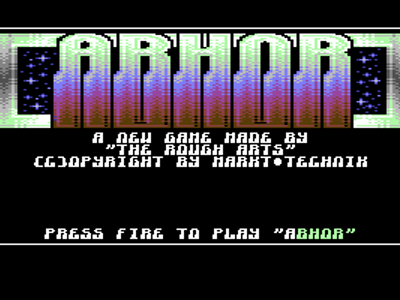 ABHOR
A NEW GAME MADE BY
"THE ROUGH ARTS"
(C)OPYRIGHT BY MARKT•TECHNIK
PRESS FIRE TO PLAY "ABHOR"